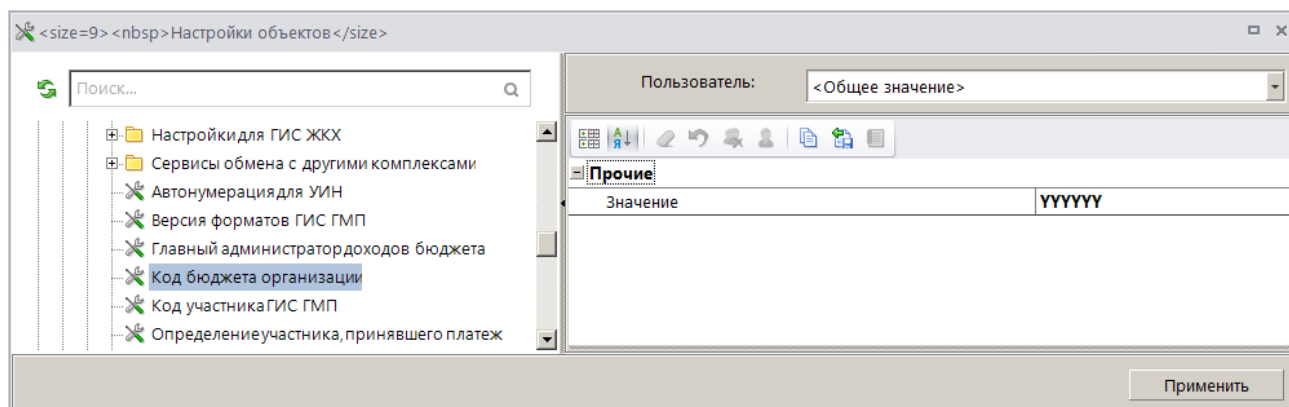 <size=9><nbsp>Настройки объектов</size>
Поиск...
Пользователь:
<Общее значение>
Настройки для ГИС ЖКХ
Сервисы обмена с другими комплексами
Автонумерация для УИН
Версия форматов ГИС ГМП
Главный администратор доходов бюджета
Код бюджета организации
Код участника ГИС ГМП
Определение участника, принявшего платеж
Прочие
Значение
YYYYYY
Применить